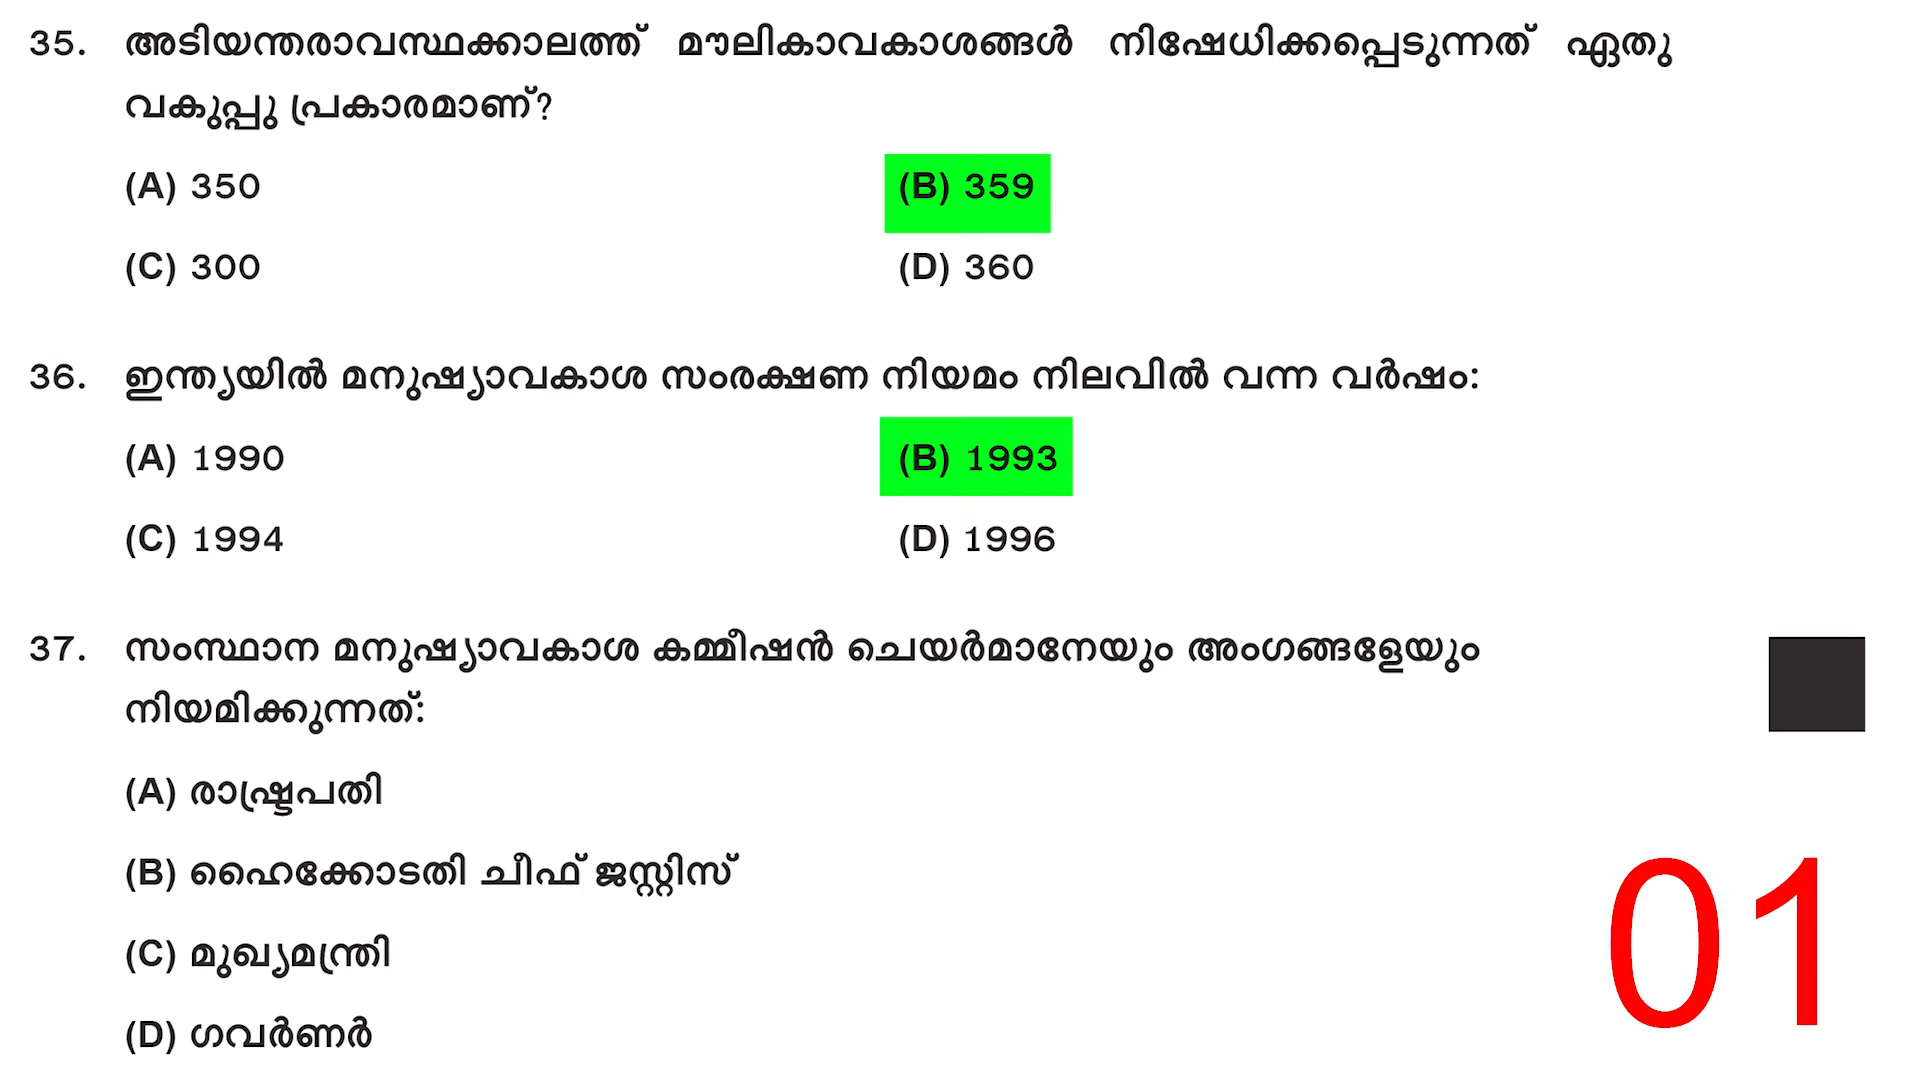 35. അടിയന്തരാവസ്ഥക്കാലത്ത് മൗലികാവകാശങ്ങൾ നിഷേധിക്കപ്പെടുന്നത് ഏതു
വകുപ്പു പ്രകാരമാണ്?
(A) 350 (B) 359
(C) 300 (D) 360
36. ഇന്ത്യയിൽ മനുഷ്യാവകാശ സംരക്ഷണ നിയമം നിലവിൽ വന്ന വർഷം:
(A) 1990 (B) 1993
(C) 1994 (D) 1996
37. സംസ്ഥാന മനുഷ്യാവകാശ കമ്മീഷൻ ചെയർമാനേയും അംഗങ്ങളേയും
നിയമിക്കുന്നത്:
(A) രാഷ്ട്രപതി
(B) ഹൈക്കോടതി ചീഫ് ജസ്റ്റിസ്
(C) മുഖ്യമന്ത്രി
(D) ഗവർണർ
01